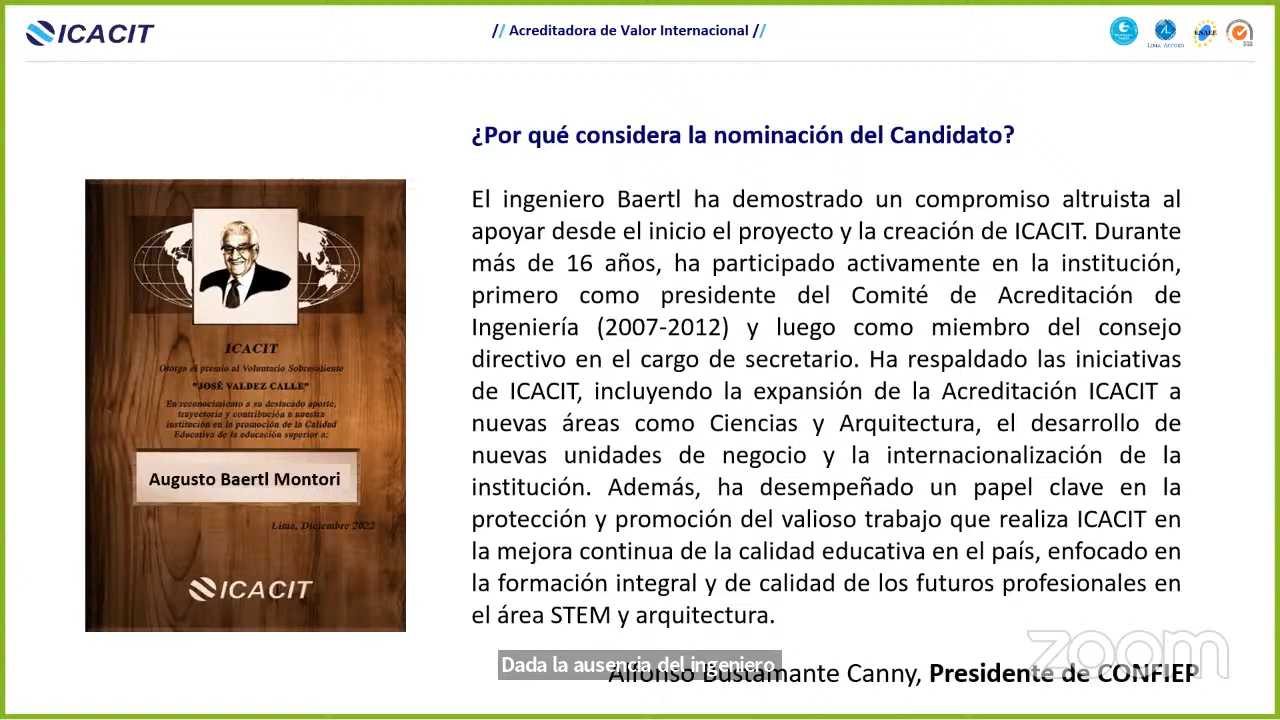 ICACIT
// Acreditadora de Valor Internacional //
LIMA ACCORD
ENAEE
SGS
¿Por qué considera la nominación del Candidato?
El ingeniero Baertl ha demostrado un compromiso altruista al
apoyar desde el inicio el proyecto y la creación de ICACIT. Durante
más de 16 años, ha participado activamente en la institución,
primero como presidente del Comité de Acreditación de
Ingeniería (2007-2012) y luego como miembro del consejo
directivo en el cargo de secretario. Ha respaldado las iniciativas
de ICACIT, incluyendo la expansión de la Acreditación ICACIT a
nuevas áreas como Ciencias y Arquitectura, el desarrollo de
nuevas unidades de negocio y la internacionalización de la
institución. Además, ha desempeñado un papel clave en la
protección y promoción del valioso trabajo que realiza ICACIT en
la mejora continua de la calidad educativa en el país, enfocado en
la formación integral y de calidad de los futuros profesionales en
el área STEM y arquitectura.
Alfonso Bustamante Canny, Presidente de CONFIEP
ICACIT
Otorga el premio al Voluntario Sobresaliente
"JOSÉ VALDEZ CALLE"
En reconocimiento a su destacado aporte,
trayectoria y contribución a nuestra
institución en la promoción de la Calidad
Educativa de la educación superior a:
Augusto Baertl Montori
Lima, Diciembre 2022
ICACIT
Dada la ausencia del ingeniero
zoom